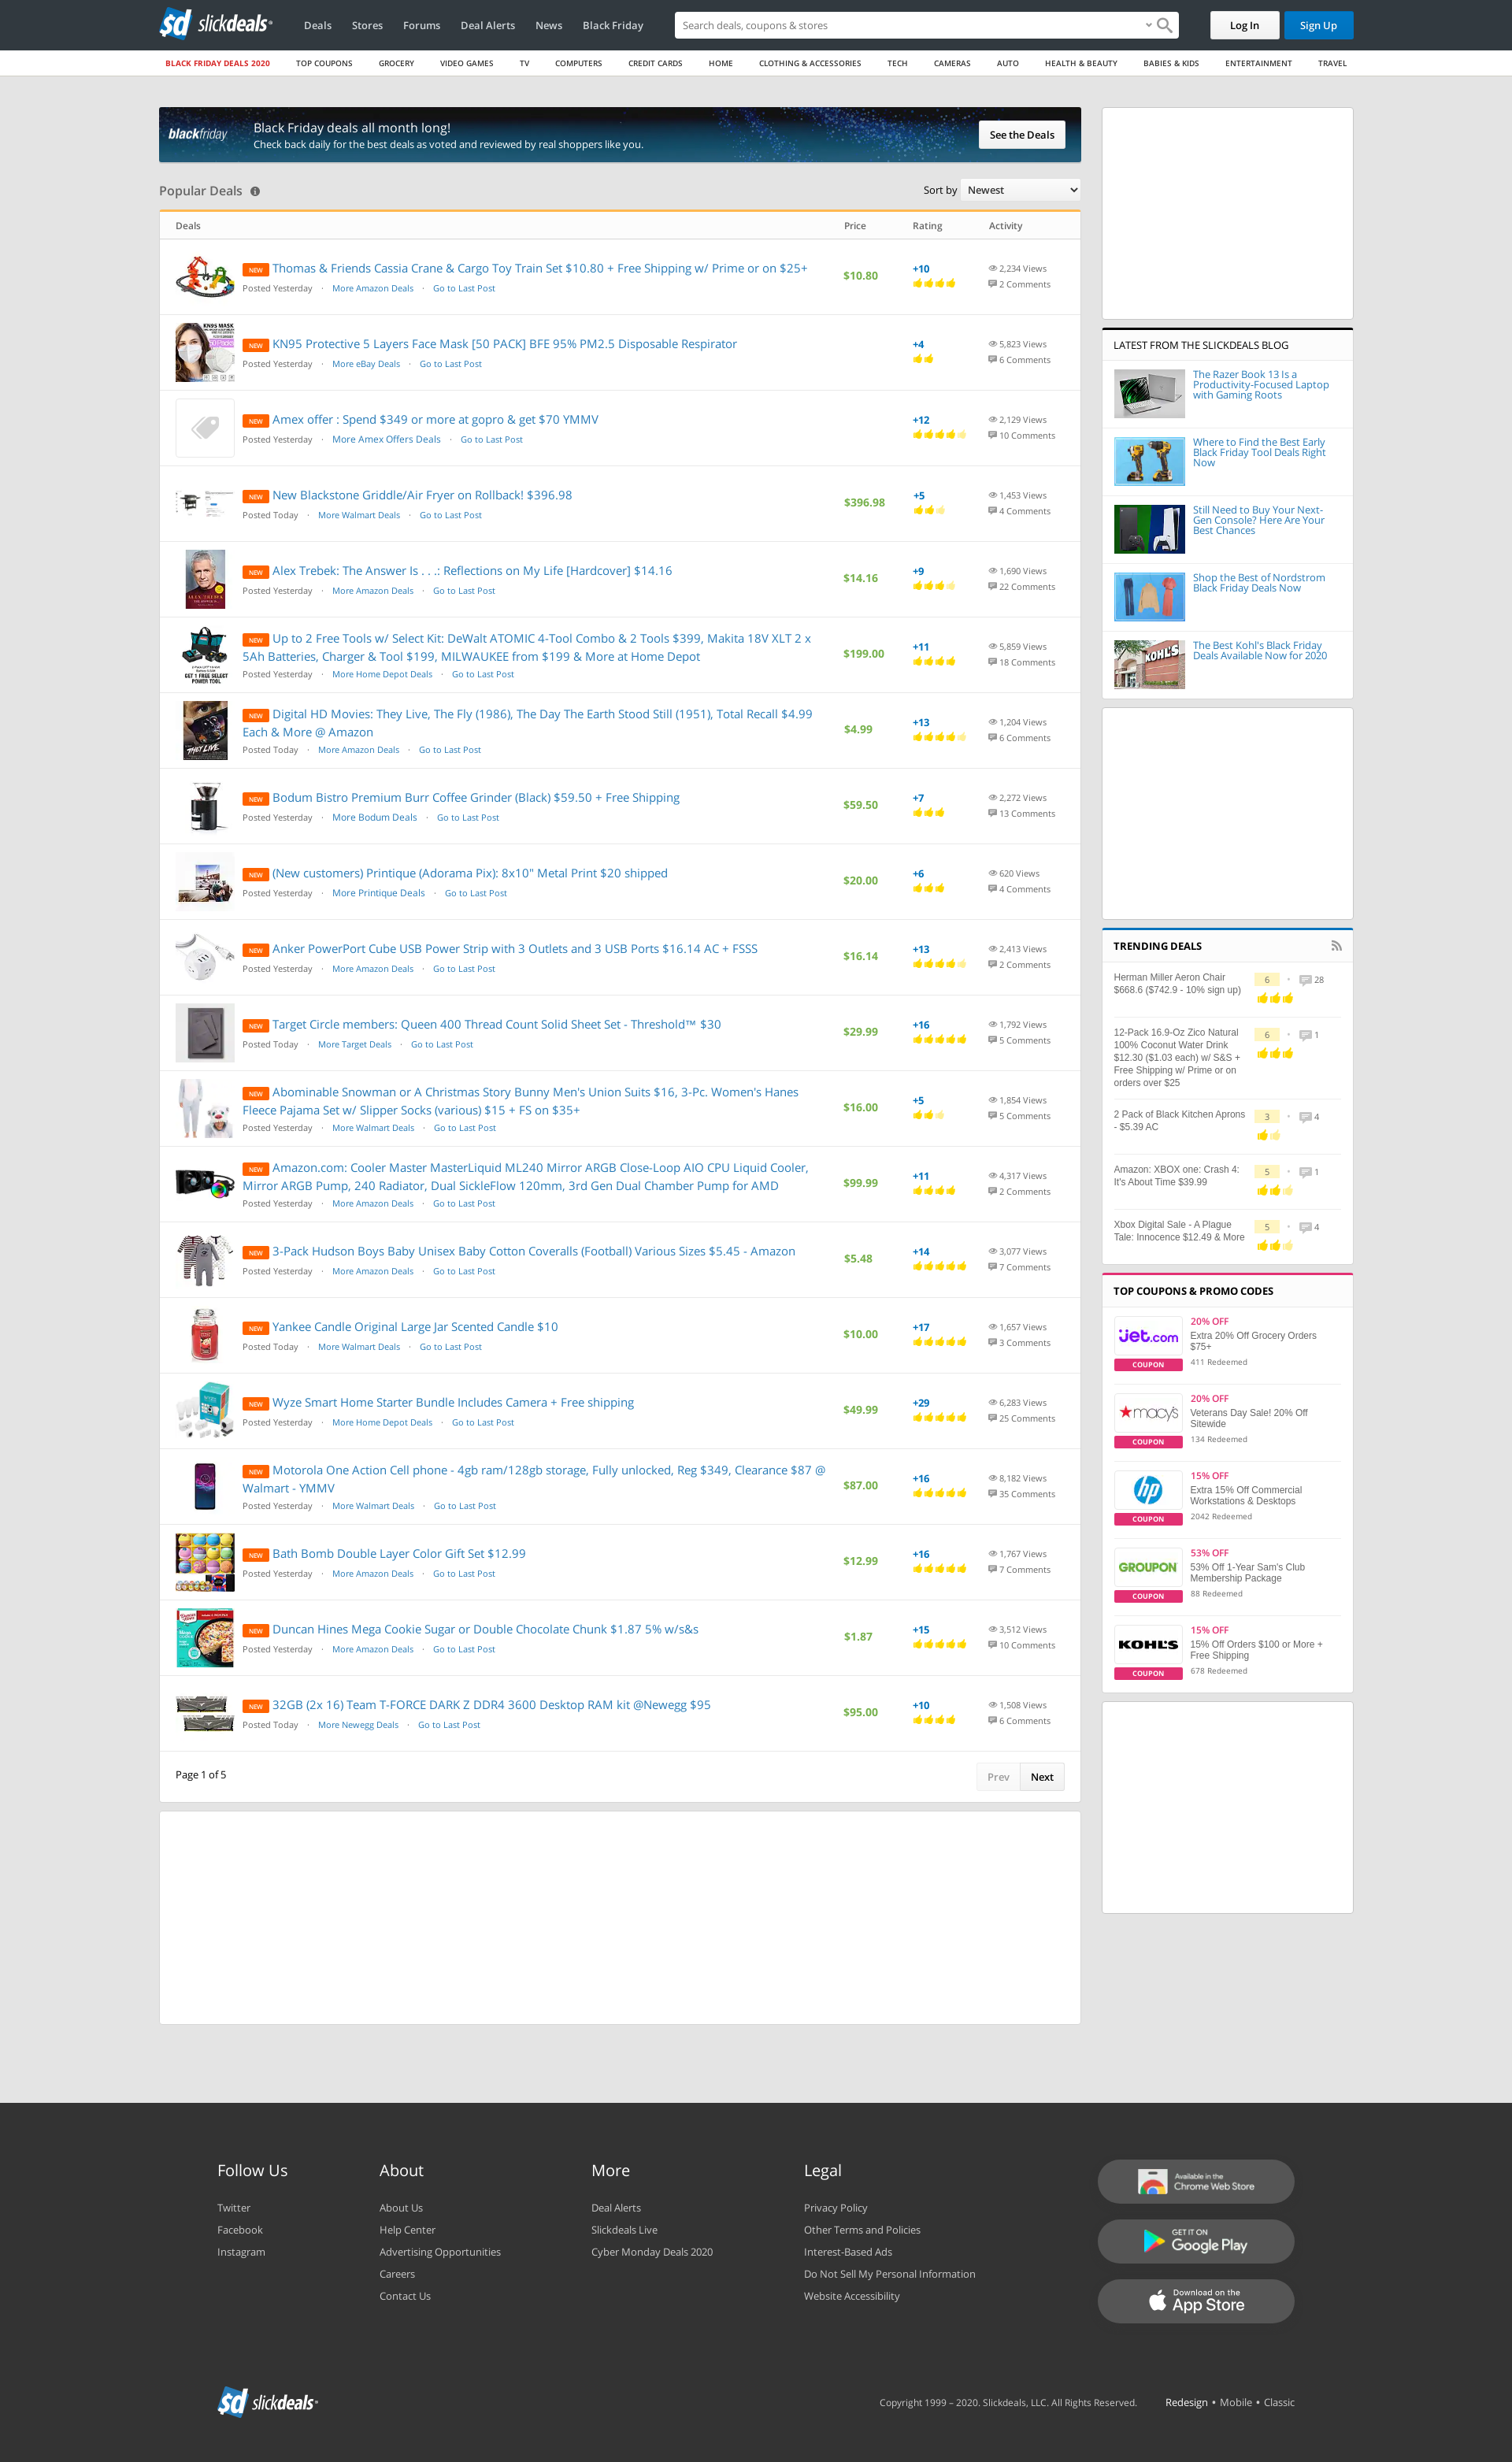 sd slickdeals
Deals
Stores
Forums
Deal Alerts
News
Black Friday
Search deals, coupons & stores
Log In
Sign Up
BLACK FRIDAY DEALS 2020
TOP COUPONS
GROCERY
VIDEO GAMES
TV
COMPUTERS
CREDIT CARDS
HOME
CLOTHING & ACCESSORIES
TECH
CAMERAS
AUTO
HEALTH & BEAUTY
BABIES & KIDS
ENTERTAINMENT
TRAVEL
blackfriday
Black Friday deals all month long!
Check back daily for the best deals as voted and reviewed by real shoppers like you.
See the Deals
Popular Deals
Sort by Newest
Deals Price Rating Activity
NEW Thomas & Friends Cassia Crane & Cargo Toy Train Set $10.80 + Free Shipping w/ Prime or on $25+
Posted Yesterday · More Amazon Deals · Go to Last Post
$10.80
+10
2,234 Views
2 Comments
KN95 MASK
NEW KN95 Protective 5 Layers Face Mask [50 PACK] BFE 95% PM2.5 Disposable Respirator
Posted Yesterday · More eBay Deals · Go to Last Post
+4
5,823 Views
6 Comments
NEW Amex offer : Spend $349 or more at gopro & get $70 YMMV
Posted Yesterday · More Amex Offers Deals · Go to Last Post
+12
2,129 Views
10 Comments
NEW New Blackstone Griddle/Air Fryer on Rollback! $396.98
Posted Today · More Walmart Deals · Go to Last Post
$396.98
+5
1,453 Views
4 Comments
NEW Alex Trebek: The Answer Is . . .: Reflections on My Life [Hardcover] $14.16
Posted Yesterday · More Amazon Deals · Go to Last Post
$14.16
+9
1,690 Views
22 Comments
GET 1 FREE SELECT
POWER TOOL
NEW Up to 2 Free Tools w/ Select Kit: DeWalt ATOMIC 4-Tool Combo & 2 Tools $399, Makita 18V XLT 2 x
5Ah Batteries, Charger & Tool $199, MILWAUKEE from $199 & More at Home Depot
Posted Yesterday · More Home Depot Deals · Go to Last Post
$199.00
+11
5,859 Views
18 Comments
THEY LIVE
NEW Digital HD Movies: They Live, The Fly (1986), The Day The Earth Stood Still (1951), Total Recall $4.99
Each & More @ Amazon
Posted Today · More Amazon Deals · Go to Last Post
$4.99
+13
1,204 Views
6 Comments
NEW Bodum Bistro Premium Burr Coffee Grinder (Black) $59.50 + Free Shipping
Posted Yesterday · More Bodum Deals · Go to Last Post
$59.50
+7
2,272 Views
13 Comments
NEW (New customers) Printique (Adorama Pix): 8x10" Metal Print $20 shipped
Posted Yesterday · More Printique Deals · Go to Last Post
$20.00
+6
620 Views
4 Comments
NEW Anker PowerPort Cube USB Power Strip with 3 Outlets and 3 USB Ports $16.14 AC + FSSS
Posted Yesterday · More Amazon Deals · Go to Last Post
$16.14
+13
2,413 Views
2 Comments
NEW Target Circle members: Queen 400 Thread Count Solid Sheet Set - Threshold™ $30
Posted Today · More Target Deals · Go to Last Post
$29.99
+16
1,792 Views
5 Comments
NEW Abominable Snowman or A Christmas Story Bunny Men's Union Suits $16, 3-Pc. Women's Hanes
Fleece Pajama Set w/ Slipper Socks (various) $15 + FS on $35+
Posted Yesterday · More Walmart Deals · Go to Last Post
$16.00
+5
1,854 Views
5 Comments
NEW Amazon.com: Cooler Master MasterLiquid ML240 Mirror ARGB Close-Loop AIO CPU Liquid Cooler,
Mirror ARGB Pump, 240 Radiator, Dual SickleFlow 120mm, 3rd Gen Dual Chamber Pump for AMD
Posted Yesterday · More Amazon Deals · Go to Last Post
$99.99
+11
4,317 Views
2 Comments
NEW 3-Pack Hudson Boys Baby Unisex Baby Cotton Coveralls (Football) Various Sizes $5.45 - Amazon
Posted Yesterday · More Amazon Deals · Go to Last Post
$5.48
+14
3,077 Views
7 Comments
NEW Yankee Candle Original Large Jar Scented Candle $10
Posted Today · More Walmart Deals · Go to Last Post
$10.00
+17
1,657 Views
3 Comments
NEW Wyze Smart Home Starter Bundle Includes Camera + Free shipping
Posted Yesterday · More Home Depot Deals · Go to Last Post
$49.99
+29
6,283 Views
25 Comments
NEW Motorola One Action Cell phone - 4gb ram/128gb storage, Fully unlocked, Reg $349, Clearance $87 @
Walmart - YMMV
Posted Yesterday · More Walmart Deals · Go to Last Post
$87.00
+16
8,182 Views
35 Comments
NEW Bath Bomb Double Layer Color Gift Set $12.99
Posted Yesterday · More Amazon Deals · Go to Last Post
$12.99
+16
1,767 Views
7 Comments
NEW Duncan Hines Mega Cookie Sugar or Double Chocolate Chunk $1.87 5% w/s&s
Posted Yesterday · More Amazon Deals · Go to Last Post
$1.87
+15
3,512 Views
10 Comments
NEW 32GB (2x 16) Team T-FORCE DARK Z DDR4 3600 Desktop RAM kit @Newegg $95
Posted Today · More Newegg Deals · Go to Last Post
$95.00
+10
1,508 Views
6 Comments
Page 1 of 5
Prev
Next
LATEST FROM THE SLICKDEALS BLOG
The Razer Book 13 Is a
Productivity-Focused Laptop
with Gaming Roots
Where to Find the Best Early
Black Friday Tool Deals Right
Now
Still Need to Buy Your Next-
Gen Console? Here Are Your
Best Chances
Shop the Best of Nordstrom
Black Friday Deals Now
KOHL'S
The Best Kohl's Black Friday
Deals Available Now for 2020
TRENDING DEALS
Herman Miller Aeron Chair
$668.6 ($742.9 - 10% sign up)
6 • 28
12-Pack 16.9-Oz Zico Natural
100% Coconut Water Drink
$12.30 ($1.03 each) w/ S&S +
Free Shipping w/ Prime or on
orders over $25
6 • 1
2 Pack of Black Kitchen Aprons
- $5.39 AC
3 • 4
Amazon: XBOX one: Crash 4:
It's About Time $39.99
5 • 1
Xbox Digital Sale - A Plague
Tale: Innocence $12.49 & More
5 • 4
TOP COUPONS & PROMO CODES
jet.com
COUPON
20% OFF
Extra 20% Off Grocery Orders
$75+
411 Redeemed
macy's
COUPON
20% OFF
Veterans Day Sale! 20% Off
Sitewide
134 Redeemed
hp
COUPON
15% OFF
Extra 15% Off Commercial
Workstations & Desktops
2042 Redeemed
GROUPON
COUPON
53% OFF
53% Off 1-Year Sam's Club
Membership Package
88 Redeemed
KOHL'S
COUPON
15% OFF
15% Off Orders $100 or More +
Free Shipping
678 Redeemed
Follow Us
Twitter
Facebook
Instagram
About
About Us
Help Center
Advertising Opportunities
Careers
Contact Us
More
Deal Alerts
Slickdeals Live
Cyber Monday Deals 2020
Legal
Privacy Policy
Other Terms and Policies
Interest-Based Ads
Do Not Sell My Personal Information
Website Accessibility
Available in the
Chrome Web Store
GET IT ON
Google Play
Download on the
App Store
sd slickdeals
Copyright 1999 – 2020. Slickdeals, LLC. All Rights Reserved.
Redesign • Mobile • Classic